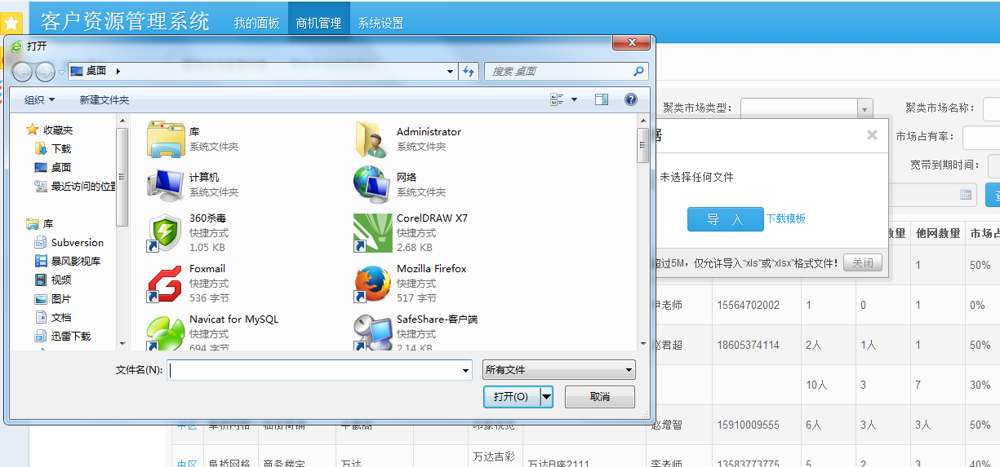 客户资源管理系统 我的面板 商机管理 系统设置
打开
桌面
搜索 桌面
组织 新建文件夹
收藏夹
下载
桌面
最近访问的位置
库
Subversion
暴风影视库
视频
图片
文档
迅雷下载
库
系统文件夹
Administrator
系统文件夹
计算机
系统文件夹
网络
系统文件夹
360杀毒
快捷方式
1.05 KB
CorelDRAW X7
快捷方式
2.68 KB
Foxmail
快捷方式
536 字节
Mozilla Firefox
快捷方式
517 字节
Navicat for MySQL
快捷方式
694 字节
SafeShare-客户端
快捷方式
2.14 KB
文件名(N):
所有文件
打开(O) 取消
聚类市场类型： 聚类市场名称：
市场占有率：
宽带到期时间：
据
未选择任何文件
导 入 下载模板
超过5M，仅允许导入“xls”或“xlsx”格式文件！ 关闭
数量 他网数量 市场占
1 50%
尹老师 15564702002 1 0 1 0%
赵君超 18605374114 2人 1人 1 50%
10人 3 7 30%
赵增智 15910009555 6人 3人 3人 50%
中区 阜桥网格 商务楼宇 万达 万达吉彩 万达B座2111 李老师 13583773775 5 2 3 40%